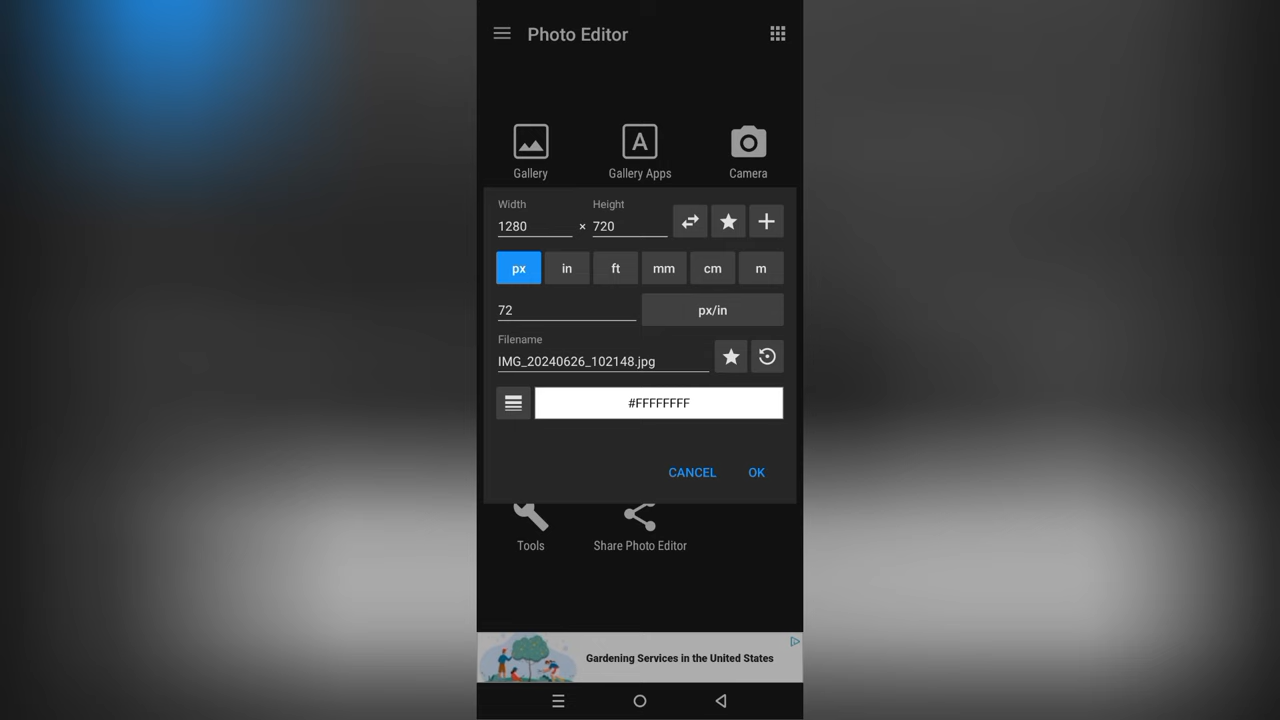 Photo Editor
Gallery
Gallery Apps
Camera
Width
Height
1280
×
720
px
in
ft
mm
cm
m
72
px/in
Filename
IMG_20240626_102148.jpg
#FFFFFFFF
CANCEL
OK
Tools
Share Photo Editor
Gardening Services in the United States